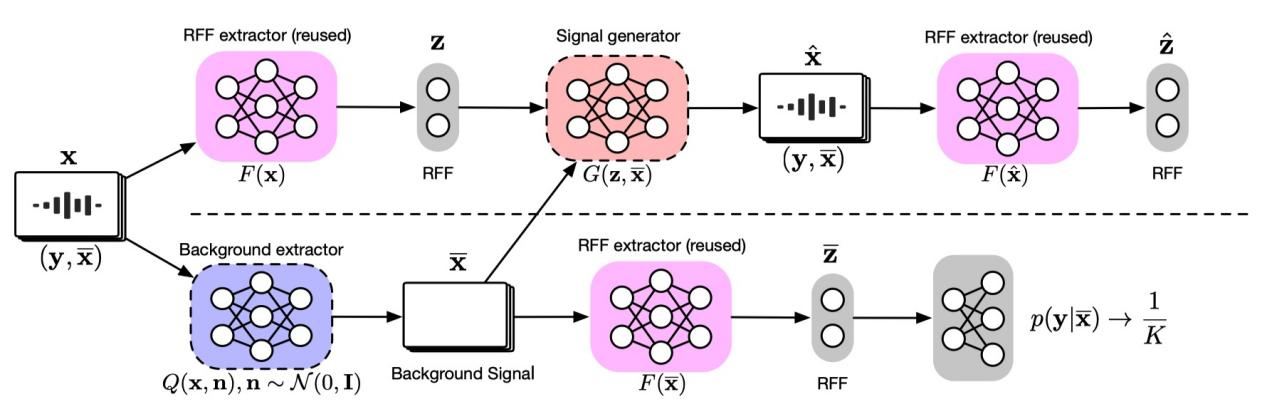 RFF extractor (reused)
z
Signal generator
x̂
RFF extractor (reused)
ẑ
x
F(x)
RFF
G(z, x̄)
(y, x̄)
F(x̂)
RFF
(y, x̄)
Background extractor
x̄
RFF extractor (reused)
z̄
p(y|x̄) → 1/K
Q(x, n), n ∼ 𝒩(0, I)
Background Signal
F(x̄)
RFF